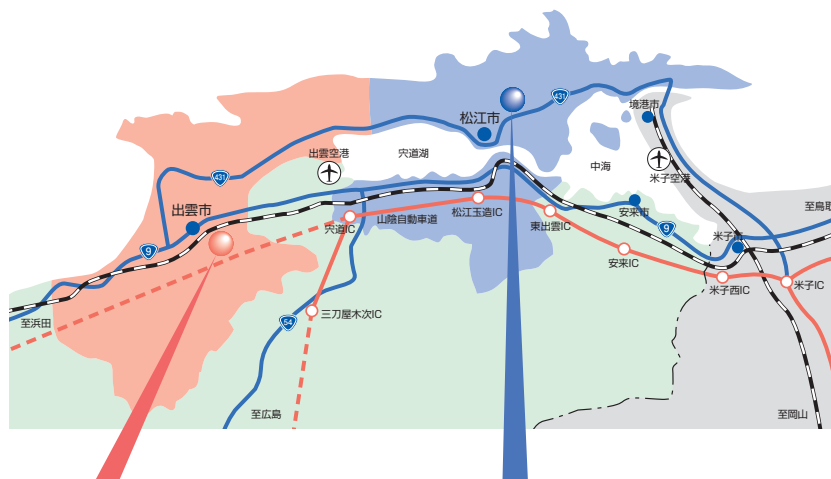 431
境港市
松江市
出雲空港
宍道湖
中海
米子空港
431
出雲市
山陰自動車道
松江玉造IC
安来市
至鳥取
宍道IC
東出雲IC
9
米子市
9
安来IC
米子西IC
米子IC
至浜田
54
三刀屋木次IC
至広島
至岡山